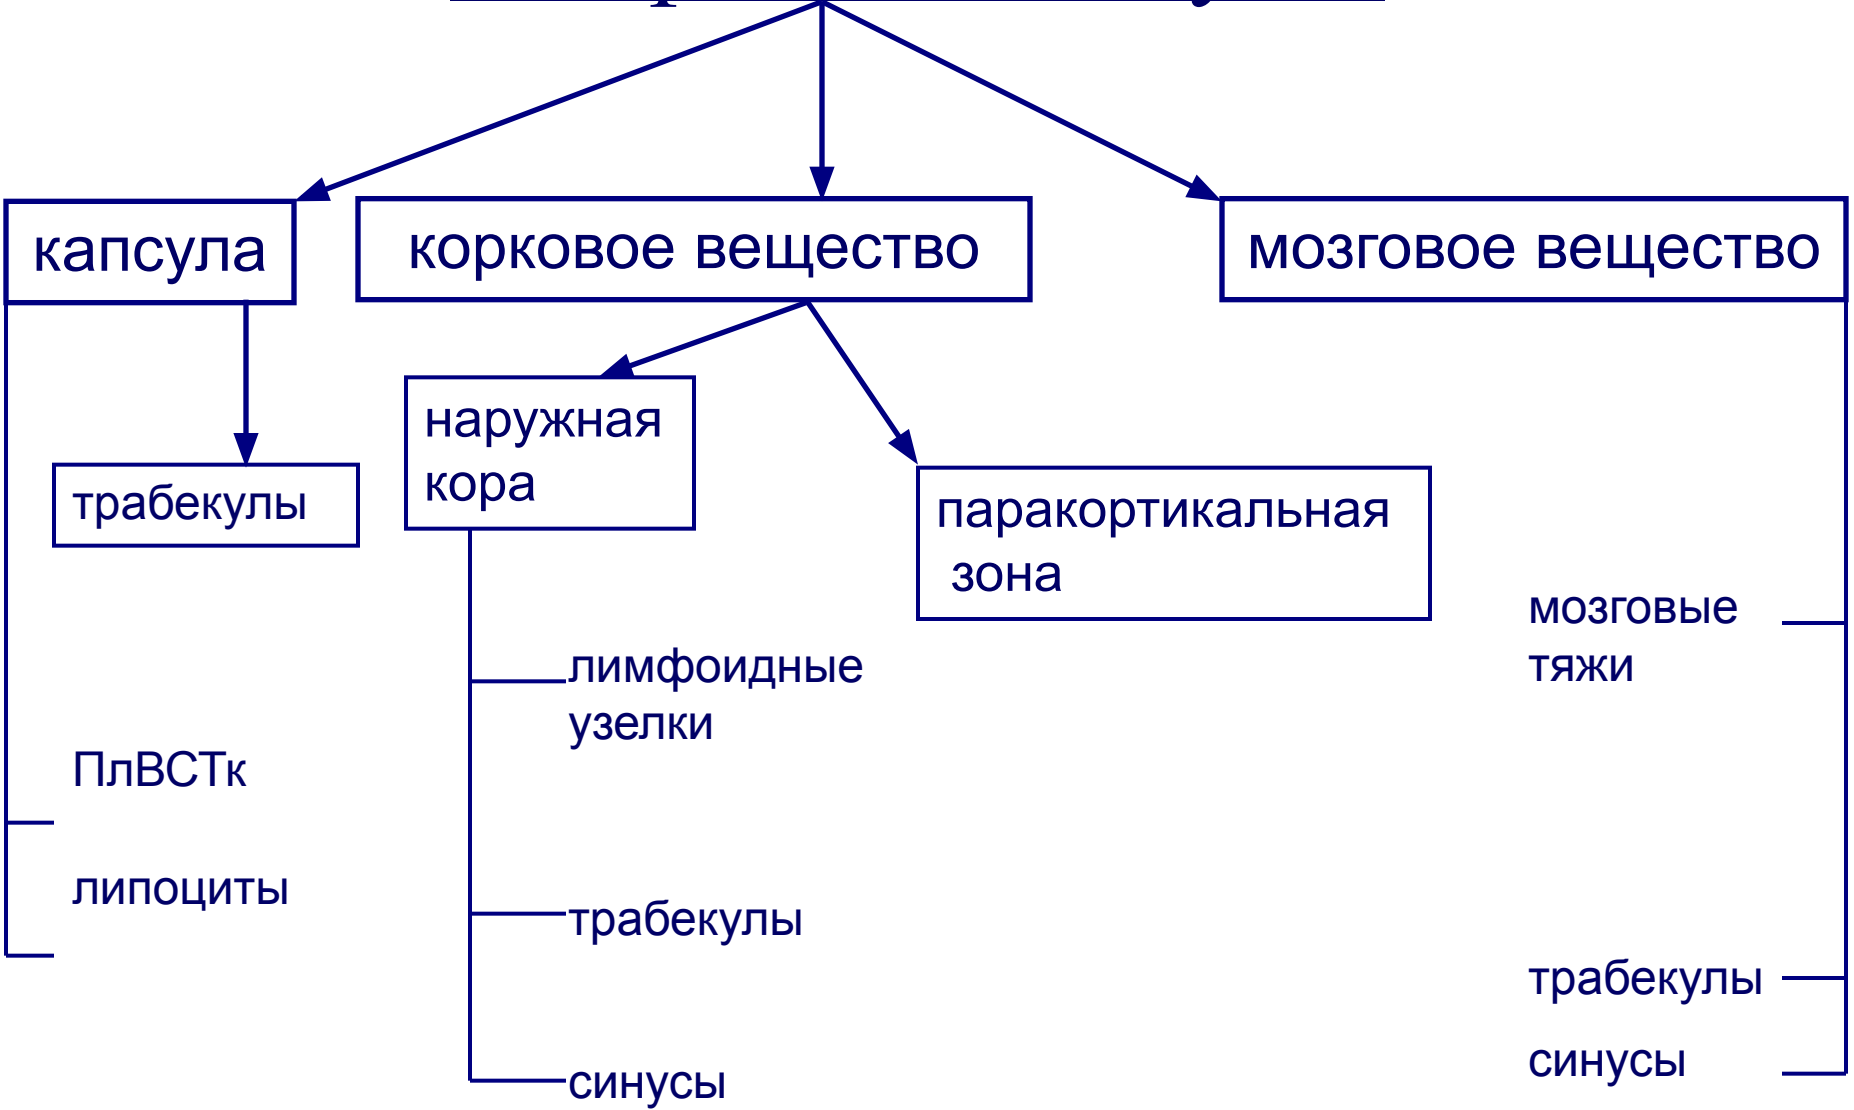 капсула
корковое вещество
мозговое вещество
наружная
кора
трабекулы
паракортикальная
зона
мозговые
тяжи
лимфоидные
узелки
ПлВСТк
липоциты
трабекулы
трабекулы
синусы
синусы